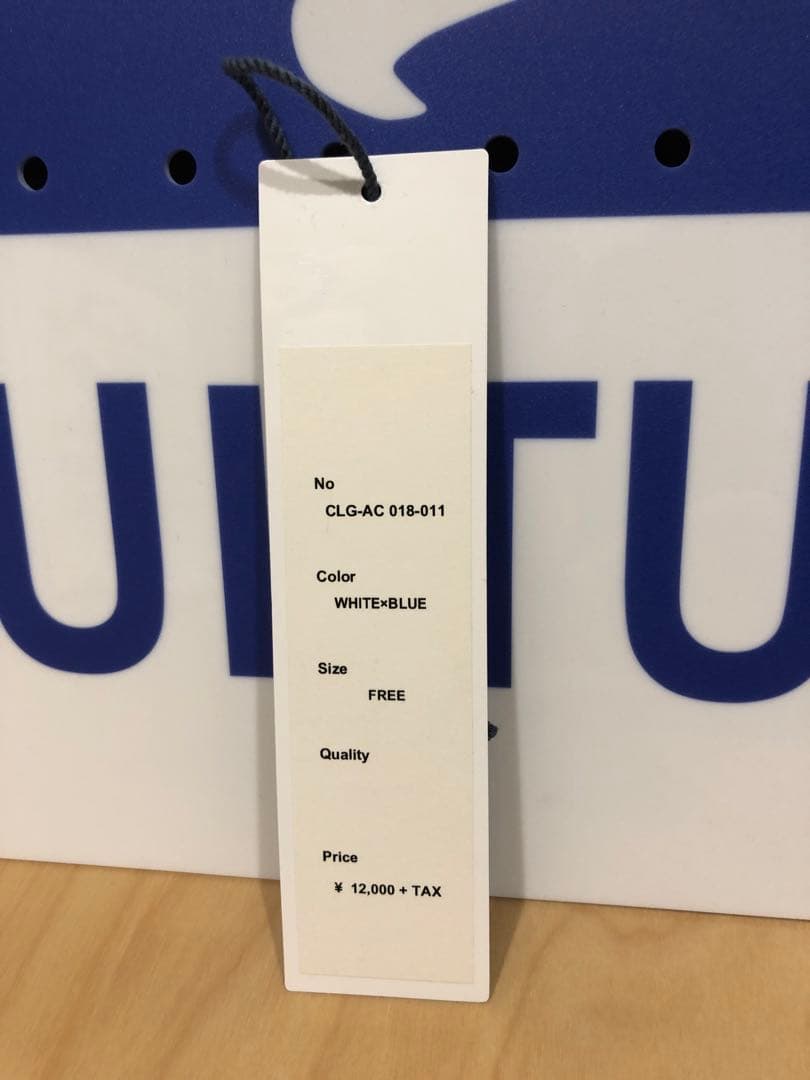 No
CLG-AC 018-011
Color
WHITE×BLUE
Size
FREE
Quality
Price
¥ 12,000 + TAX